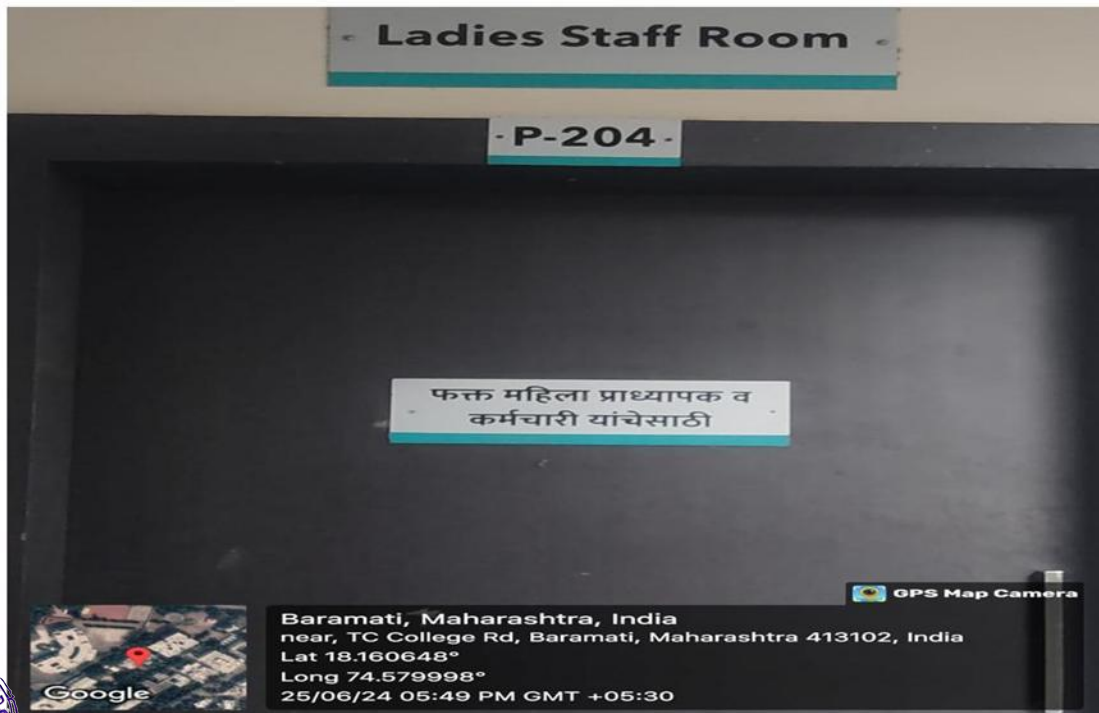 Ladies Staff Room
P-204
फक्त महिला प्राध्यापक व
कर्मचारी यांचेसाठी
GPS Map Camera
Baramati, Maharashtra, India
near, TC College Rd, Baramati, Maharashtra 413102, India
Lat 18.160648°
Long 74.579998°
25/06/24 05:49 PM GMT +05:30
Google